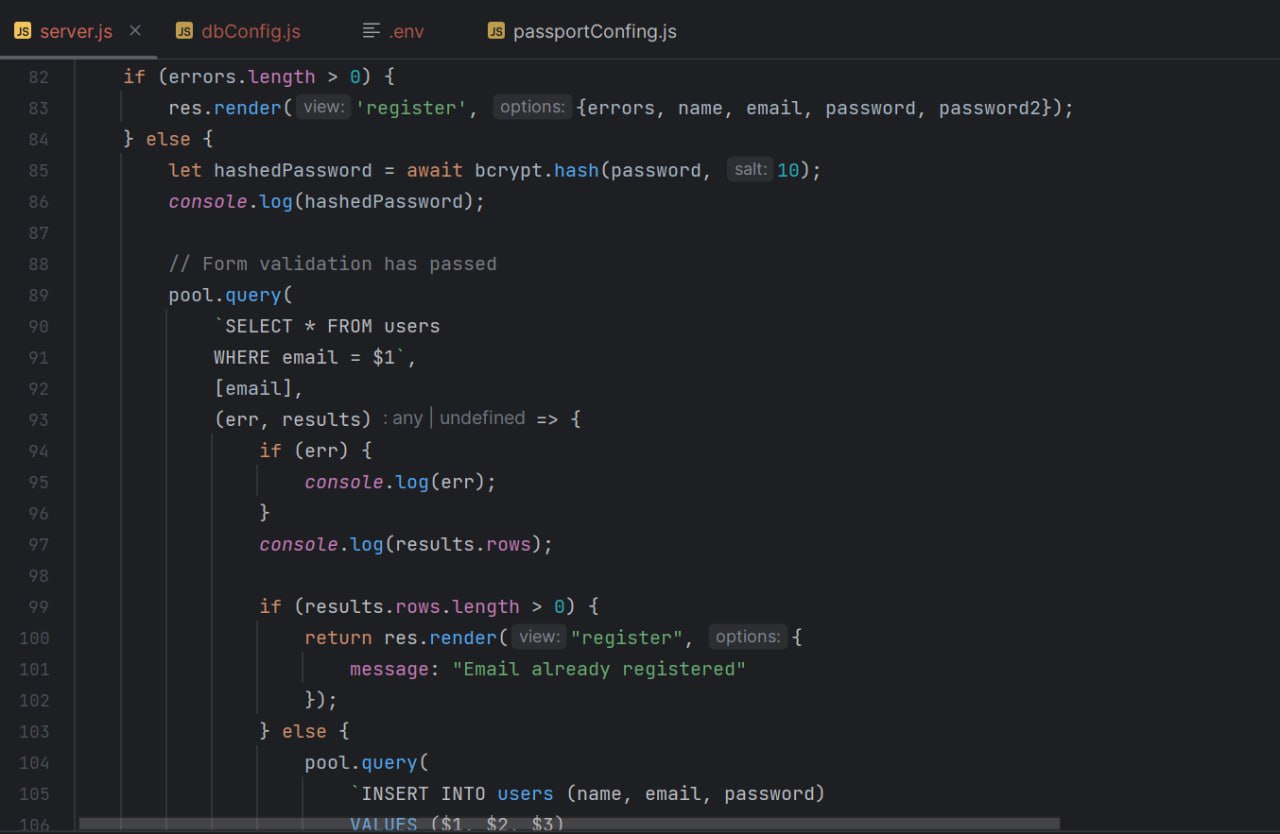 JS server.js ×
JS dbConfig.js
.env
JS passportConfing.js
82 if (errors.length > 0) {
83 res.render( view: 'register', options: {errors, name, email, password, password2});
84 } else {
85 let hashedPassword = await bcrypt.hash(password, salt: 10);
86 console.log(hashedPassword);
87
88 // Form validation has passed
89 pool.query(
90 `SELECT * FROM users
91 WHERE email = $1`,
92 [email],
93 (err, results) : any | undefined => {
94 if (err) {
95 console.log(err);
96 }
97 console.log(results.rows);
98
99 if (results.rows.length > 0) {
100 return res.render( view: "register", options: {
101 message: "Email already registered"
102 });
103 } else {
104 pool.query(
105 `INSERT INTO users (name, email, password)
106 VALUES ($1, $2, $3)